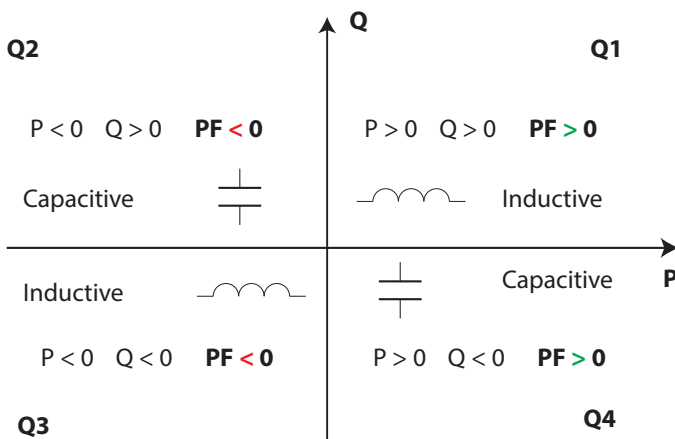 Q
Q2 Q1
P < 0 Q > 0 PF < 0 P > 0 Q > 0 PF > 0
Capacitive Inductive
Inductive Capacitive P
P < 0 Q < 0 PF < 0 P > 0 Q < 0 PF > 0
Q3 Q4